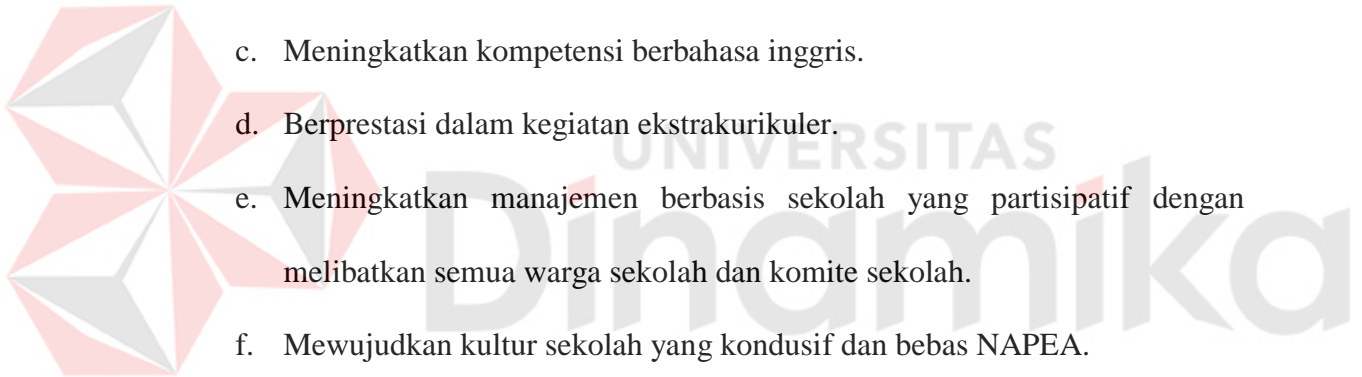 c. Meningkatkan kompetensi berbahasa inggris.
d. Berprestasi dalam kegiatan ekstrakurikuler.
UNIVERSITAS
Dinamika
e. Meningkatkan manajemen berbasis sekolah yang partisipatif dengan
melibatkan semua warga sekolah dan komite sekolah.
f. Mewujudkan kultur sekolah yang kondusif dan bebas NAPEA.